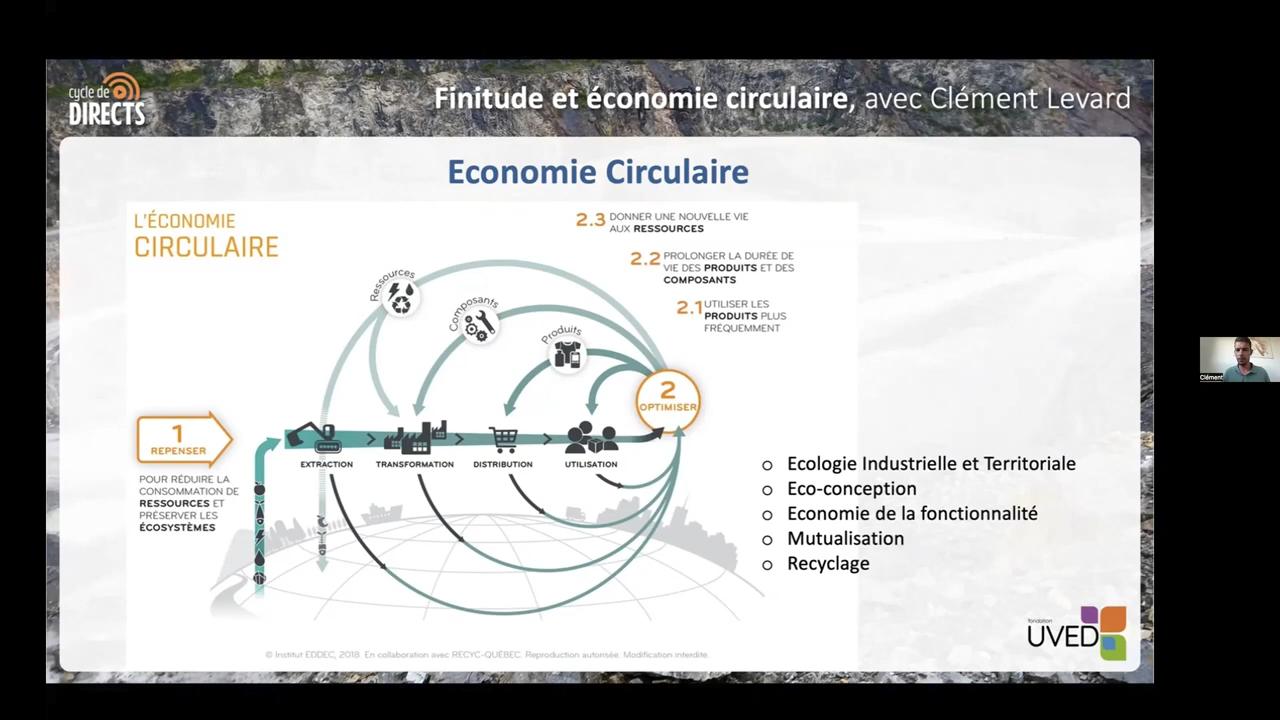 cycle de
DIRECTS
Finitude et économie circulaire, avec Clément Levard
Economie Circulaire
L'ÉCONOMIE
CIRCULAIRE
2.3 DONNER UNE NOUVELLE VIE
AUX RESSOURCES
2.2 PROLONGER LA DURÉE DE
VIE DES PRODUITS ET DES
COMPOSANTS
2.1 UTILISER LES
PRODUITS PLUS
FRÉQUEMMENT
Ressources
Composants
Produits
2
OPTIMISER
1
REPENSER
POUR RÉDUIRE LA
CONSOMMATION DE
RESSOURCES ET
PRÉSERVER LES
ÉCOSYSTÈMES
EXTRACTION
TRANSFORMATION
DISTRIBUTION
UTILISATION
o Ecologie Industrielle et Territoriale
o Eco-conception
o Economie de la fonctionnalité
o Mutualisation
o Recyclage
© Institut EDDEC, 2018. En collaboration avec RECYC-QUÉBEC. Reproduction autorisée. Modification interdite.
fondation
UVED
Clément